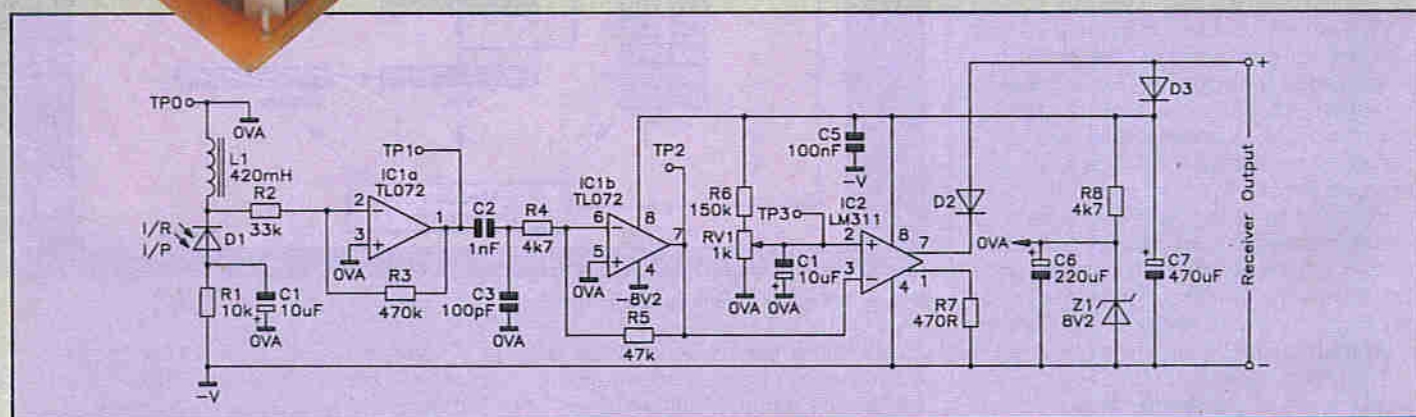 TP0
0VA
L1
420mH
R2
33k
I/R
I/P
D1
R1
10k
C1
10uF
0VA
-V
TP1
IC1a
TL072
2
3
1
0VA
R3
470k
C2
1nF
R4
4k7
C3
100pF
0VA
IC1b
TL072
6
5
8
7
4
0VA
-8V2
R5
47k
TP2
R6
150k
TP3
RV1
1k
0VA
C1
10uF
0VA
C5
100nF
-V
IC2
LM311
2
3
8
7
1
4
D2
R7
470R
0VA
R8
4k7
C6
220uF
Z1
8V2
D3
C7
470uF
+
Receiver Output
-